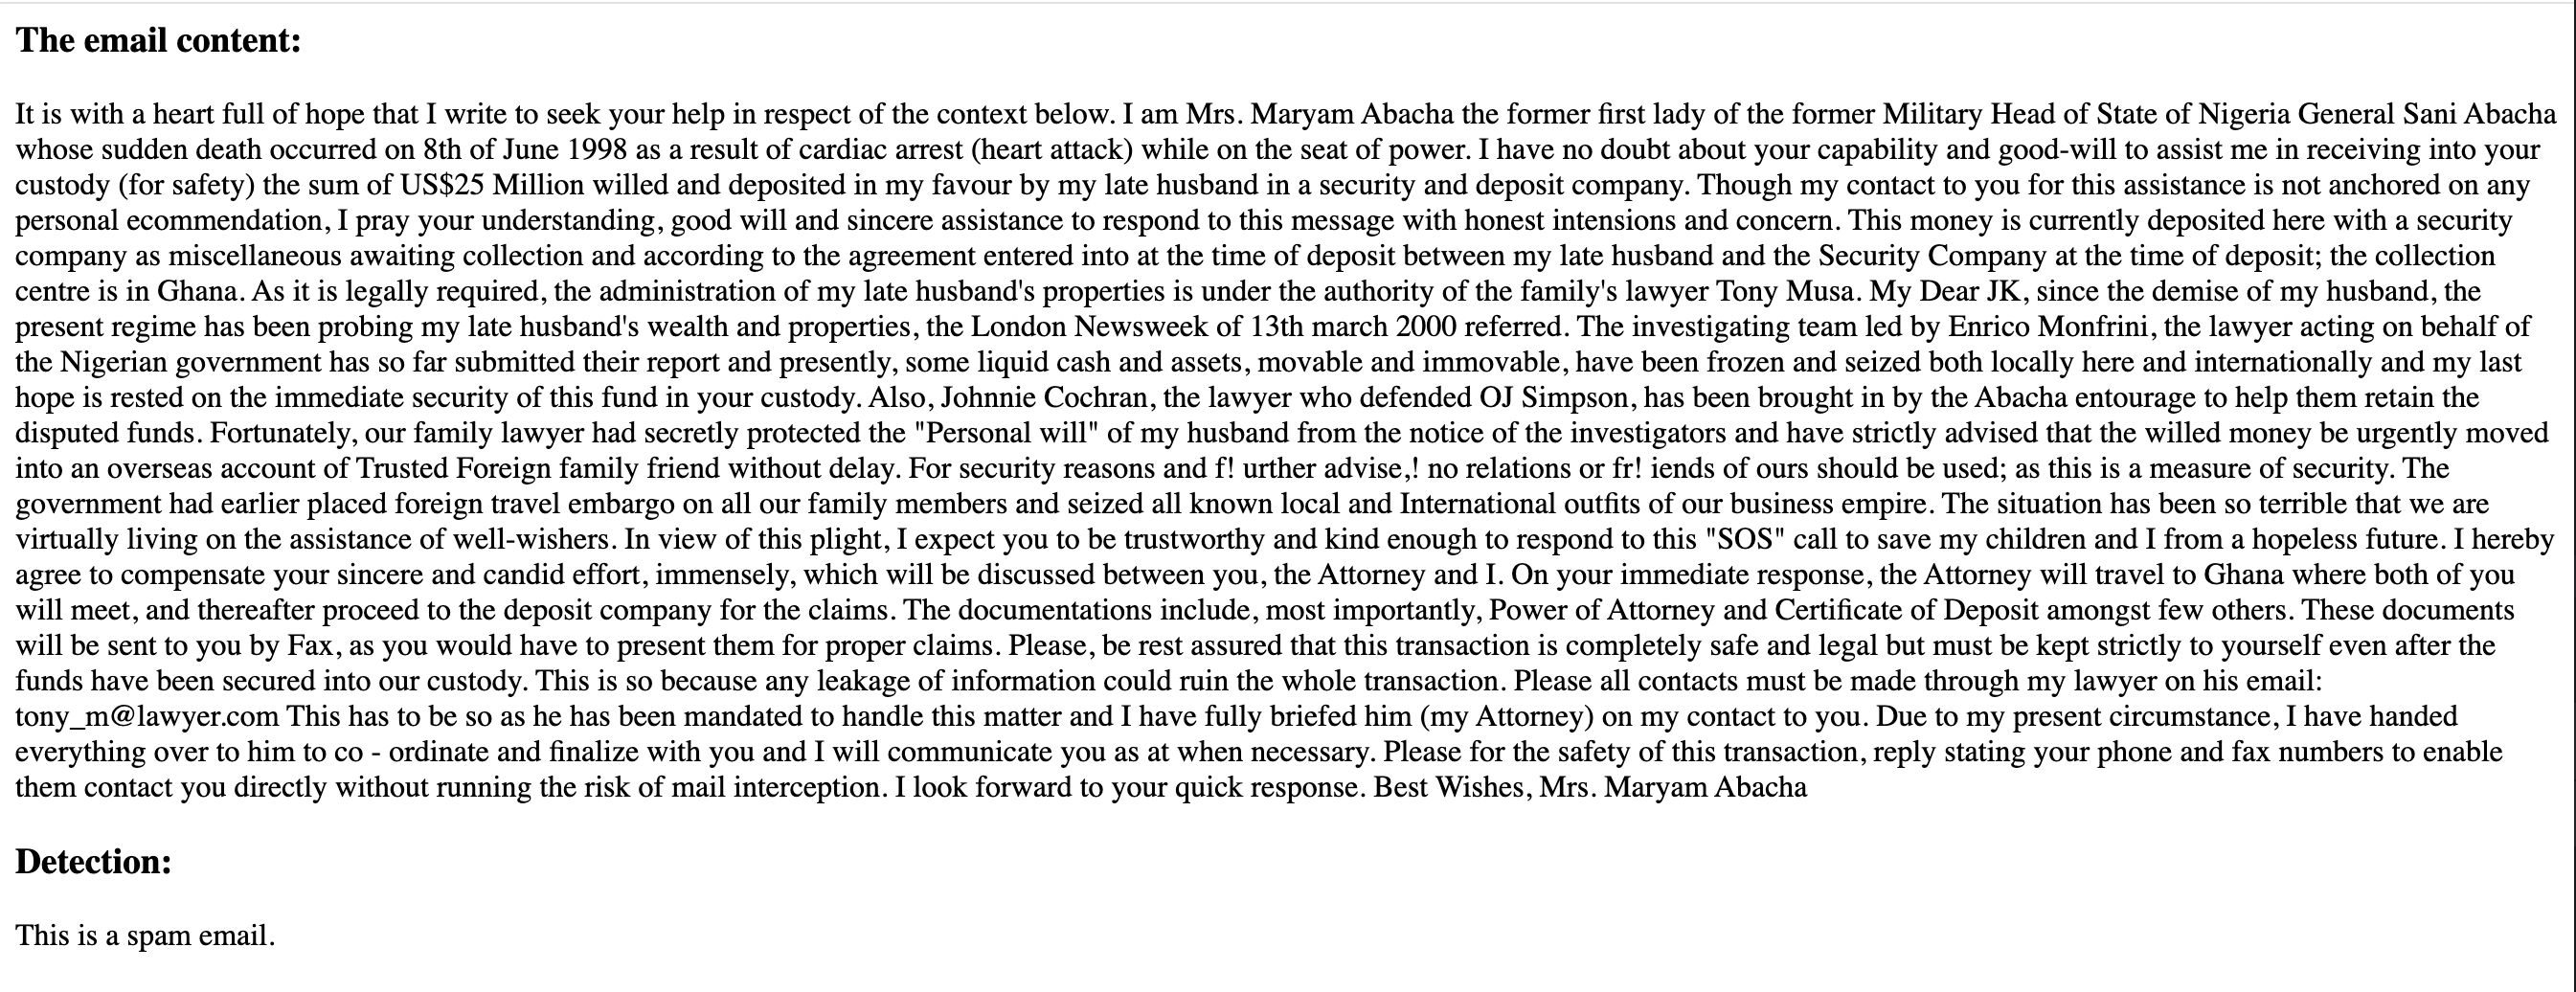 The email content:
It is with a heart full of hope that I write to seek your help in respect of the context below. I am Mrs. Maryam Abacha the former first lady of the former Military Head of State of Nigeria General Sani Abacha
whose sudden death occurred on 8th of June 1998 as a result of cardiac arrest (heart attack) while on the seat of power. I have no doubt about your capability and good-will to assist me in receiving into your
custody (for safety) the sum of US$25 Million willed and deposited in my favour by my late husband in a security and deposit company. Though my contact to you for this assistance is not anchored on any
personal ecommendation, I pray your understanding, good will and sincere assistance to respond to this message with honest intensions and concern. This money is currently deposited here with a security
company as miscellaneous awaiting collection and according to the agreement entered into at the time of deposit between my late husband and the Security Company at the time of deposit; the collection
centre is in Ghana. As it is legally required, the administration of my late husband's properties is under the authority of the family's lawyer Tony Musa. My Dear JK, since the demise of my husband, the
present regime has been probing my late husband's wealth and properties, the London Newsweek of 13th march 2000 referred. The investigating team led by Enrico Monfrini, the lawyer acting on behalf of
the Nigerian government has so far submitted their report and presently, some liquid cash and assets, movable and immovable, have been frozen and seized both locally here and internationally and my last
hope is rested on the immediate security of this fund in your custody. Also, Johnnie Cochran, the lawyer who defended OJ Simpson, has been brought in by the Abacha entourage to help them retain the
disputed funds. Fortunately, our family lawyer had secretly protected the "Personal will" of my husband from the notice of the investigators and have strictly advised that the willed money be urgently moved
into an overseas account of Trusted Foreign family friend without delay. For security reasons and f! urther advise,! no relations or fr! iends of ours should be used; as this is a measure of security. The
government had earlier placed foreign travel embargo on all our family members and seized all known local and International outfits of our business empire. The situation has been so terrible that we are
virtually living on the assistance of well-wishers. In view of this plight, I expect you to be trustworthy and kind enough to respond to this "SOS" call to save my children and I from a hopeless future. I hereby
agree to compensate your sincere and candid effort, immensely, which will be discussed between you, the Attorney and I. On your immediate response, the Attorney will travel to Ghana where both of you
will meet, and thereafter proceed to the deposit company for the claims. The documentations include, most importantly, Power of Attorney and Certificate of Deposit amongst few others. These documents
will be sent to you by Fax, as you would have to present them for proper claims. Please, be rest assured that this transaction is completely safe and legal but must be kept strictly to yourself even after the
funds have been secured into our custody. This is so because any leakage of information could ruin the whole transaction. Please all contacts must be made through my lawyer on his email:
tony_m@lawyer.com This has to be so as he has been mandated to handle this matter and I have fully briefed him (my Attorney) on my contact to you. Due to my present circumstance, I have handed
everything over to him to co - ordinate and finalize with you and I will communicate you as at when necessary. Please for the safety of this transaction, reply stating your phone and fax numbers to enable
them contact you directly without running the risk of mail interception. I look forward to your quick response. Best Wishes, Mrs. Maryam Abacha
Detection:
This is a spam email.